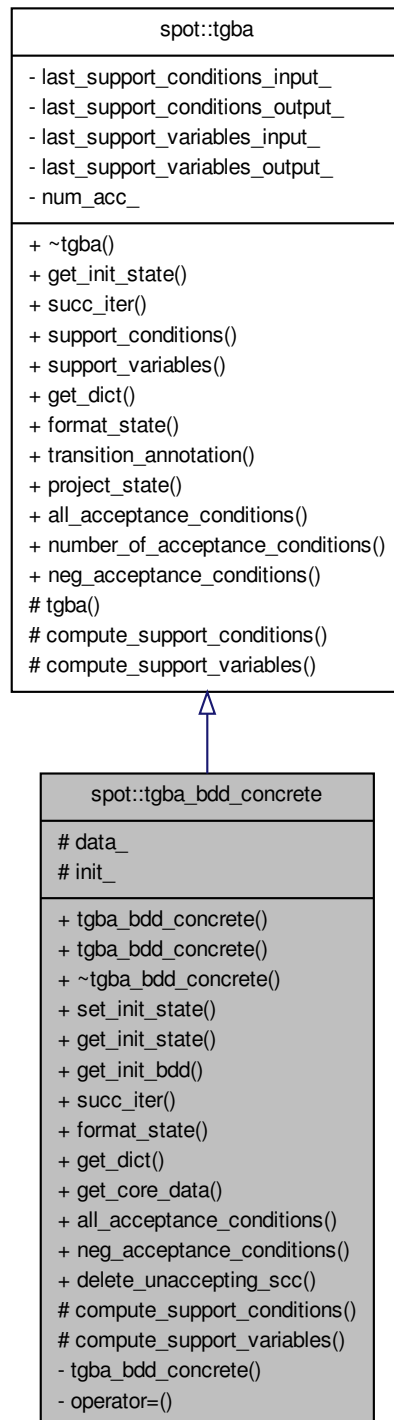 spot::tgba
- last_support_conditions_input_
- last_support_conditions_output_
- last_support_variables_input_
- last_support_variables_output_
- num_acc_
+ ~tgba()
+ get_init_state()
+ succ_iter()
+ support_conditions()
+ support_variables()
+ get_dict()
+ format_state()
+ transition_annotation()
+ project_state()
+ all_acceptance_conditions()
+ number_of_acceptance_conditions()
+ neg_acceptance_conditions()
# tgba()
# compute_support_conditions()
# compute_support_variables()
spot::tgba_bdd_concrete
# data_
# init_
+ tgba_bdd_concrete()
+ tgba_bdd_concrete()
+ ~tgba_bdd_concrete()
+ set_init_state()
+ get_init_state()
+ get_init_bdd()
+ succ_iter()
+ format_state()
+ get_dict()
+ get_core_data()
+ all_acceptance_conditions()
+ neg_acceptance_conditions()
+ delete_unaccepting_scc()
# compute_support_conditions()
# compute_support_variables()
- tgba_bdd_concrete()
- operator=()